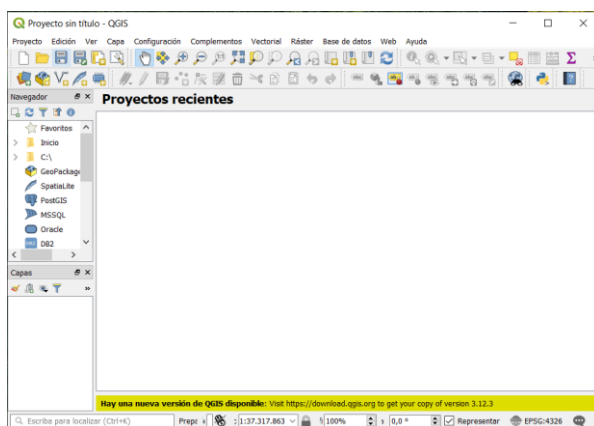 Proyecto sin título - QGIS
Proyecto Edición Ver Capa Configuración Complementos Vectorial Ráster Base de datos Web Ayuda
Navegador
Proyectos recientes
Favoritos
Inicio
C:\
GeoPackage
SpatiaLite
PostGIS
MSSQL
Oracle
DB2
Capas
Hay una nueva versión de QGIS disponible: Visit https://download.qgis.org to get your copy of version 3.12.3
Escriba para localizar (Ctrl+K)
1:37.317.863
100%
0,0 °
Representar
EPSG:4326